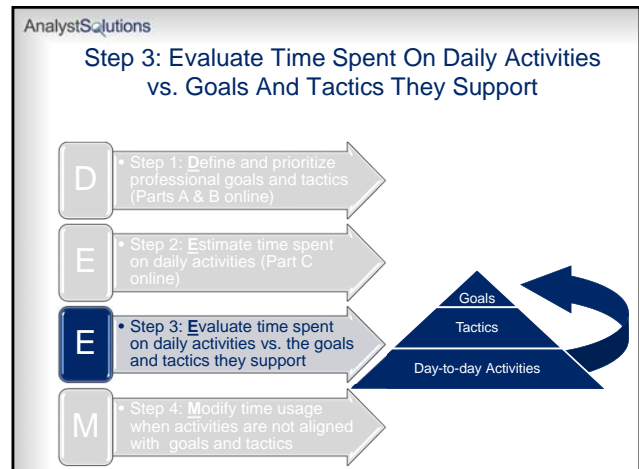 AnalystSolutions
Step 3: Evaluate Time Spent On Daily Activities
vs. Goals And Tactics They Support
D
• Step 1: Define and prioritize
professional goals and tactics
(Parts A & B online)
E
• Step 2: Estimate time spent
on daily activities (Part C
online)
E
• Step 3: Evaluate time spent
on daily activities vs. the goals
and tactics they support
M
• Step 4: Modify time usage
when activities are not aligned
with goals and tactics
Goals
Tactics
Day-to-day Activities